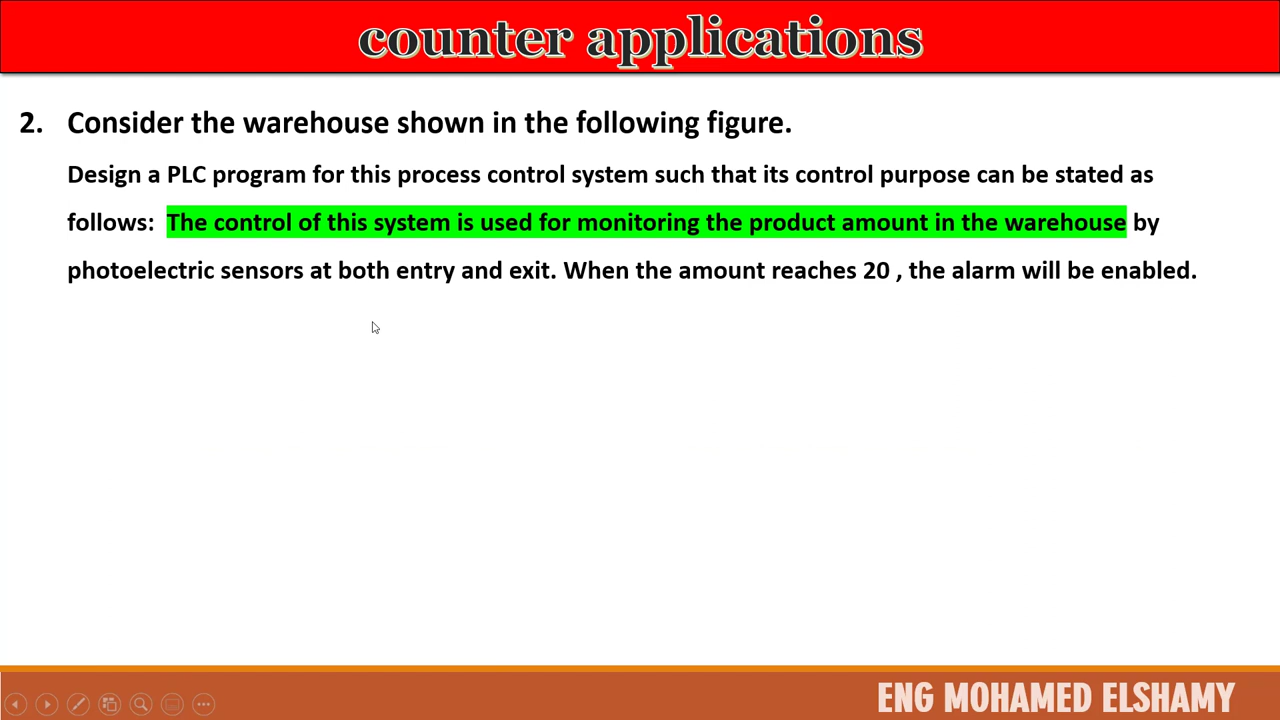 counter applications
2. Consider the warehouse shown in the following figure.
Design a PLC program for this process control system such that its control purpose can be stated as
follows: The control of this system is used for monitoring the product amount in the warehouse by
photoelectric sensors at both entry and exit. When the amount reaches 20 , the alarm will be enabled.
ENG MOHAMED ELSHAMY